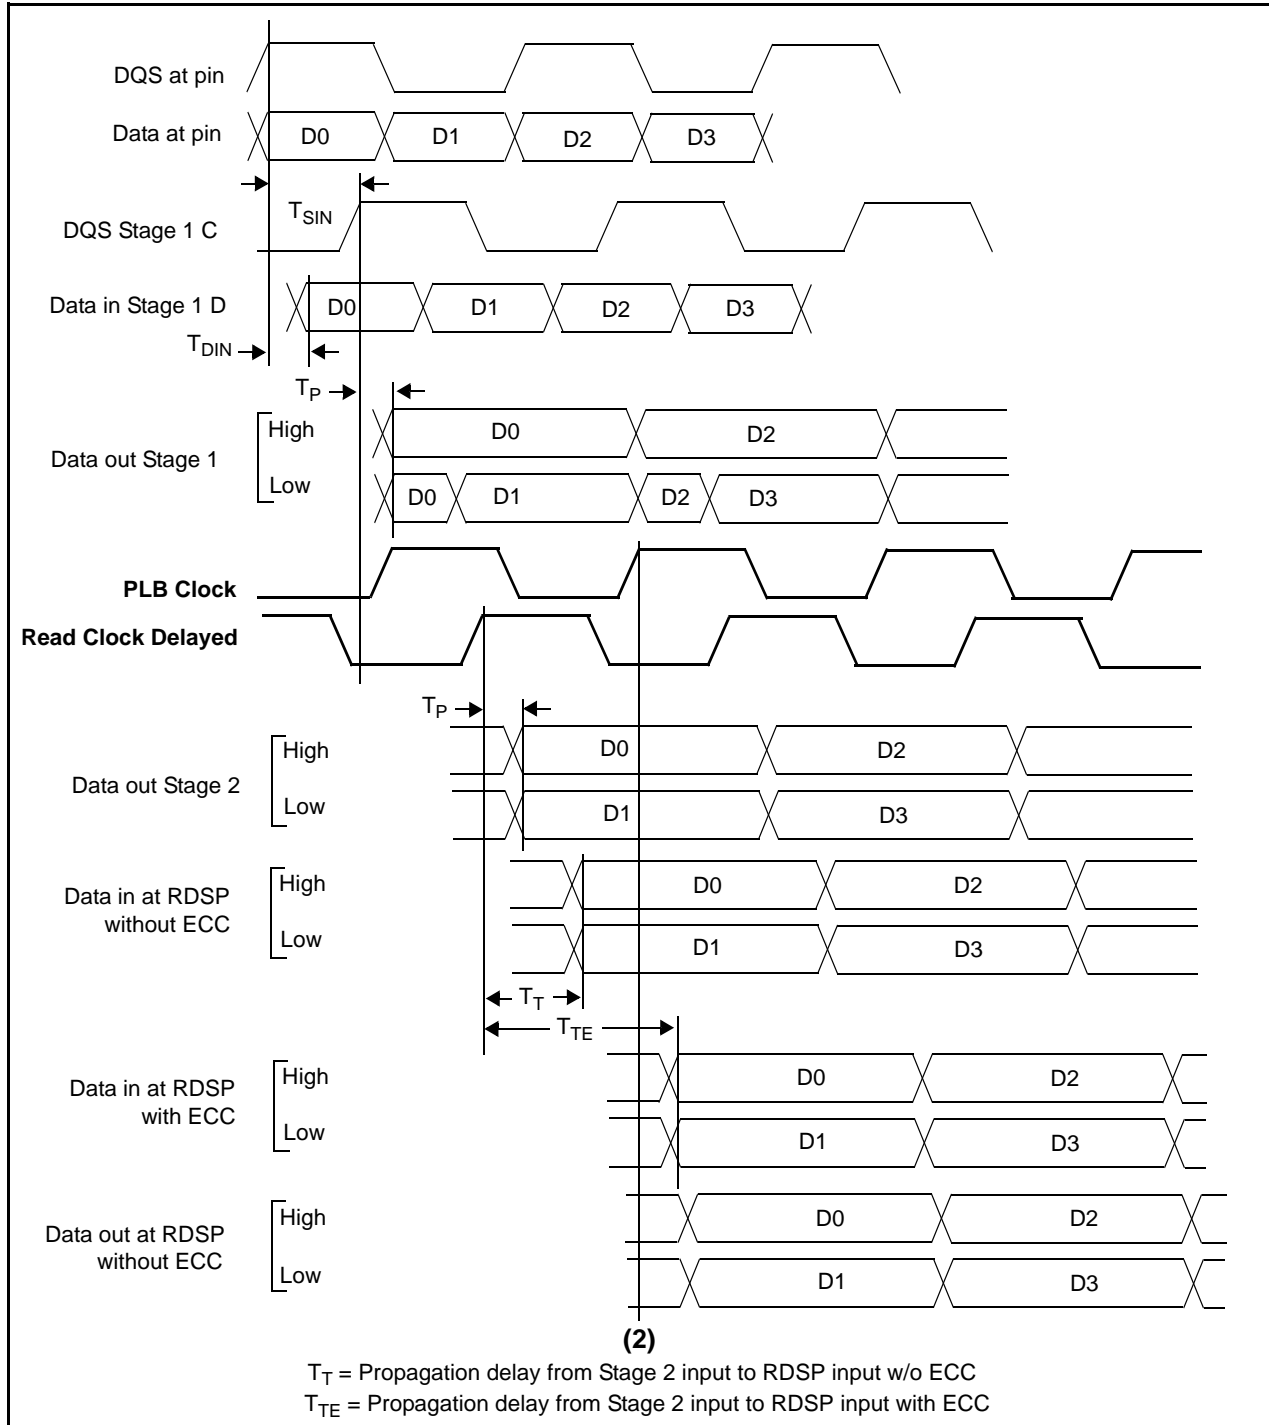 DQS at pin
Data at pin
D0 D1 D2 D3
TSIN
DQS Stage 1 C
Data in Stage 1 D
D0 D1 D2 D3
TDIN
TP
High
D0 D2
Data out Stage 1
Low
D0 D1 D2 D3
PLB Clock
Read Clock Delayed
TP
High
D0 D2
Data out Stage 2
Low
D1 D3
High
D0 D2
Data in at RDSP
without ECC
Low
D1 D3
TT
TTE
High
D0 D2
Data in at RDSP
with ECC
Low
D1 D3
High
D0 D2
Data out at RDSP
without ECC
Low
D1 D3
(2)
TT = Propagation delay from Stage 2 input to RDSP input w/o ECC
TTE = Propagation delay from Stage 2 input to RDSP input with ECC